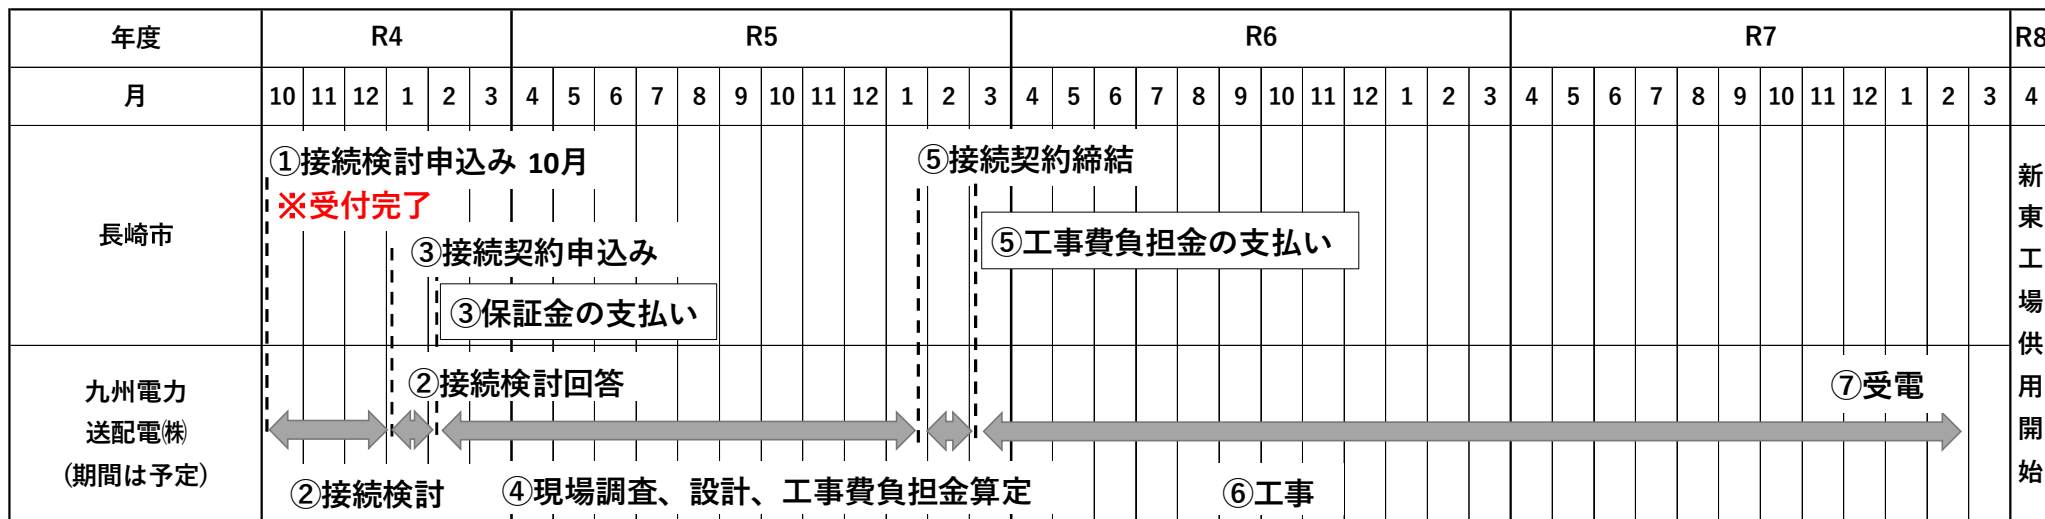 年度 R4 R5 R6 R7 R8
月 10 11 12 1 2 3 4 5 6 7 8 9 10 11 12 1 2 3 4 5 6 7 8 9 10 11 12 1 2 3 4 5 6 7 8 9 10 11 12 1 2 3 4
長崎市
①接続検討申込み 10月
※受付完了
③接続契約申込み
③保証金の支払い
⑤接続契約締結
⑤工事費負担金の支払い
新東工場供用開始
九州電力
送配電㈱
(期間は予定)
②接続検討回答
⑦受電
②接続検討
④現場調査、設計、工事費負担金算定
⑥工事